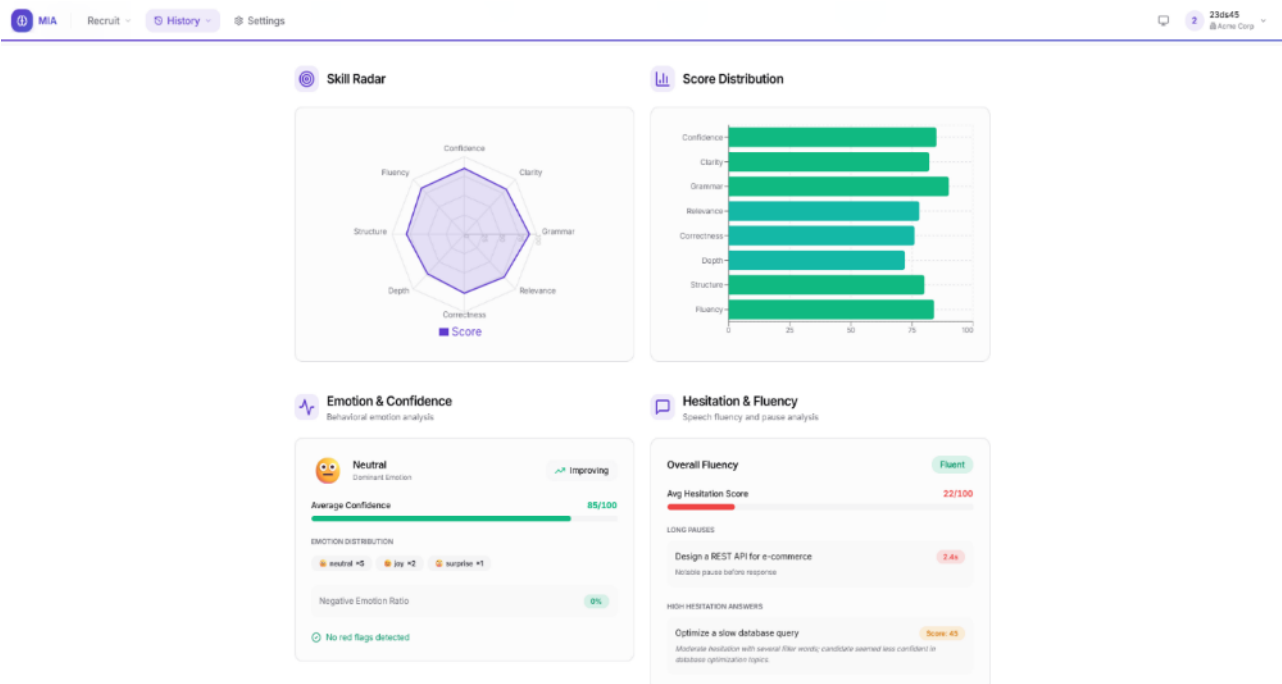 MIA
Recruit
History
Settings
2
23ds45
Acme Corp
Skill Radar
Confidence
Clarity
Grammar
Relevance
Correctness
Depth
Structure
Fluency
Score
Score Distribution
Confidence
Clarity
Grammar
Relevance
Correctness
Depth
Structure
Fluency
0 25 50 75 100
Emotion & Confidence
Behavioral emotion analysis
Neutral
Dominant Emotion
Improving
Average Confidence 85/100
EMOTION DISTRIBUTION
neutral ×5 joy ×2 surprise ×1
Negative Emotion Ratio 0%
No red flags detected
Hesitation & Fluency
Speech fluency and pause analysis
Overall Fluency Fluent
Avg Hesitation Score 22/100
LONG PAUSES
Design a REST API for e-commerce 2.4s
Notable pause before response
HIGH HESITATION ANSWERS
Optimize a slow database query Score: 45
Moderate hesitation with several filler words; candidate seemed less confident in
database optimization topics.